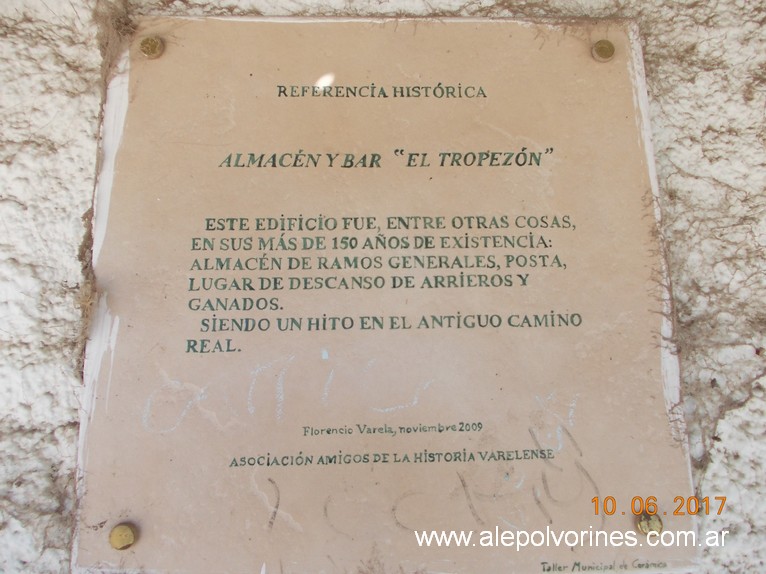 REFERENCIA HISTÓRICA
ALMACÉN Y BAR "EL TROPEZÓN"
ESTE EDIFICIO FUE, ENTRE OTRAS COSAS,
EN SUS MÁS DE 150 AÑOS DE EXISTENCIA:
ALMACÉN DE RAMOS GENERALES, POSTA,
LUGAR DE DESCANSO DE ARRIEROS Y
GANADOS.
SIENDO UN HITO EN EL ANTIGUO CAMINO
REAL.
Florencio Varela, noviembre 2009
ASOCIACIÓN AMIGOS DE LA HISTORIA VARELENSE
10.06.2017
www.alepolvorines.com.ar
Taller Municipal de Cerámica